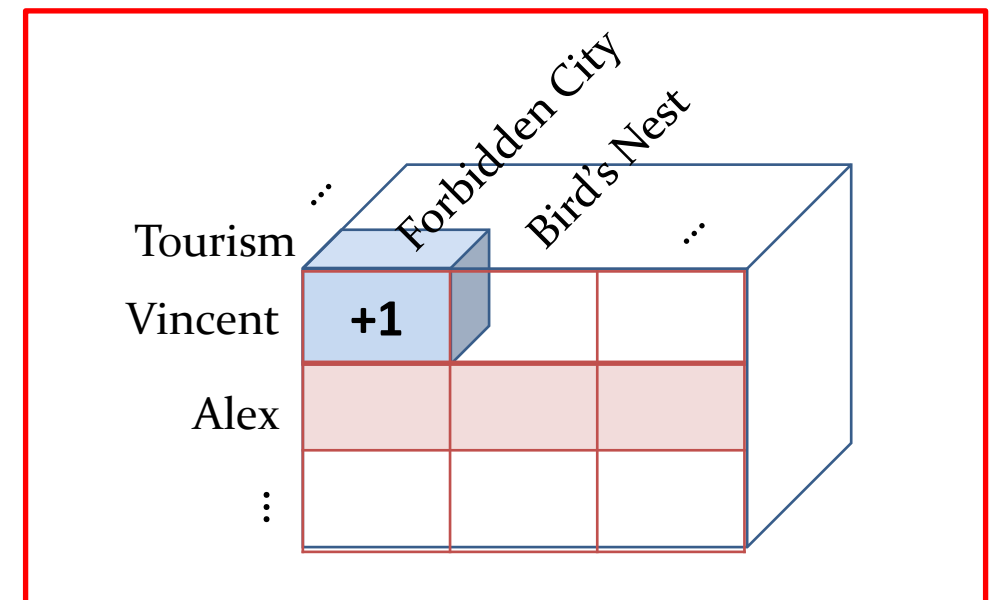 Forbidden City
Bird's Nest
...
...
Tourism
Vincent
+1
Alex
...